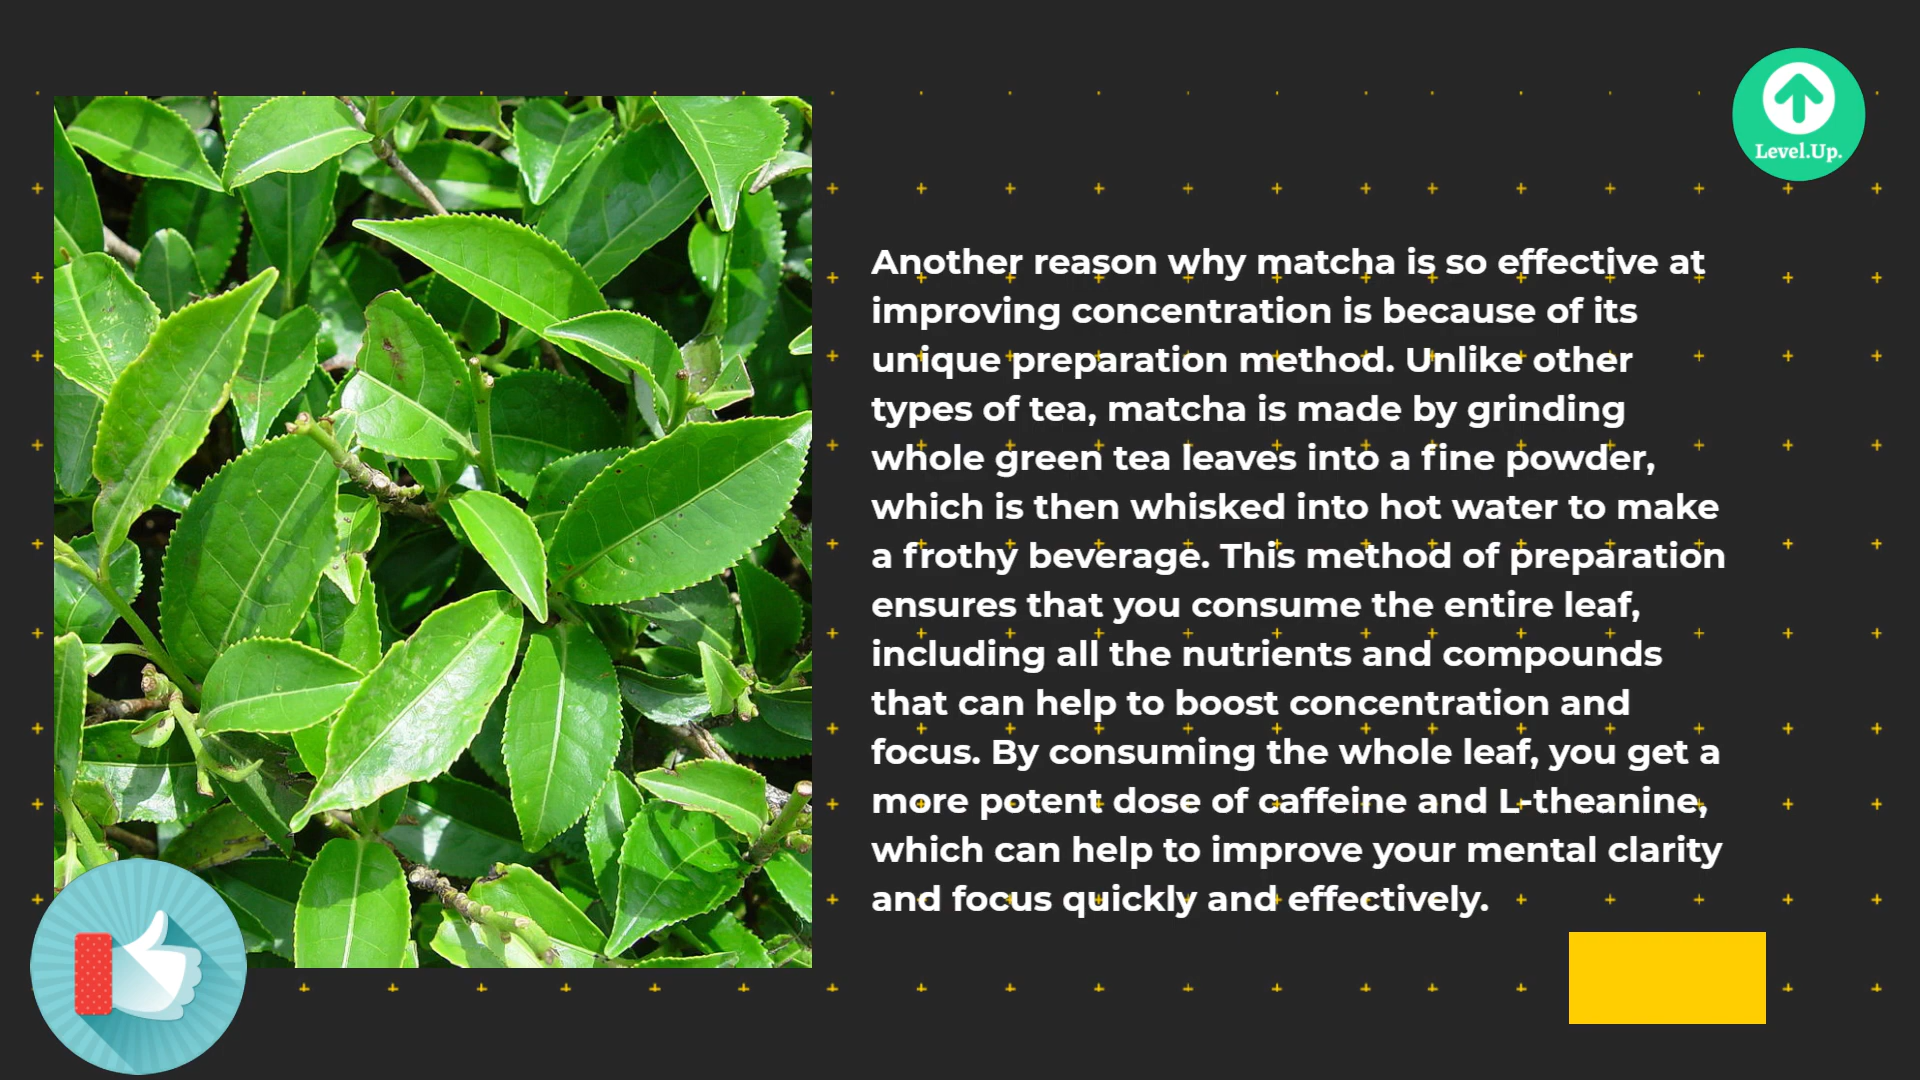 Level.Up.
Another reason why matcha is so effective at
improving concentration is because of its
unique preparation method. Unlike other
types of tea, matcha is made by grinding
whole green tea leaves into a fine powder,
which is then whisked into hot water to make
a frothy beverage. This method of preparation
ensures that you consume the entire leaf,
including all the nutrients and compounds
that can help to boost concentration and
focus. By consuming the whole leaf, you get a
more potent dose of caffeine and L-theanine,
which can help to improve your mental clarity
and focus quickly and effectively.